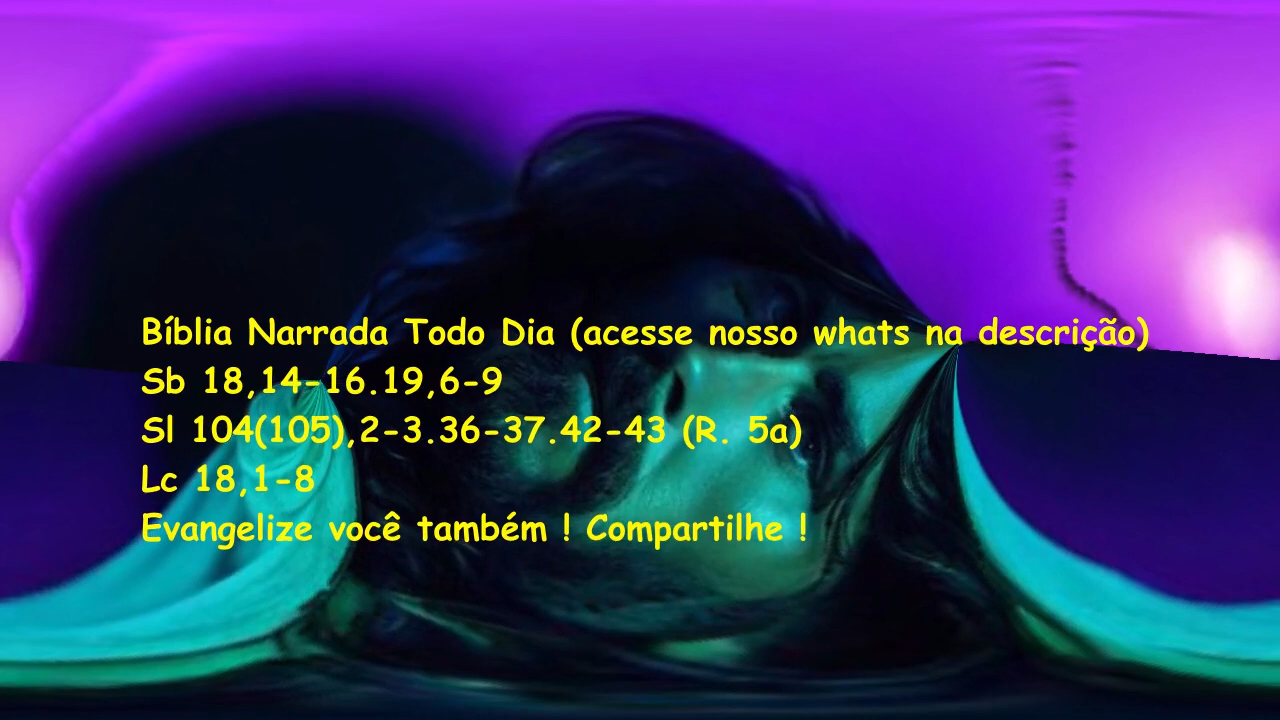 Bíblia Narrada Todo Dia (acesse nosso whats na descrição)
Sb 18,14-16.19,6-9
Sl 104(105),2-3.36-37.42-43 (R. 5a)
Lc 18,1-8
Evangelize você também ! Compartilhe !